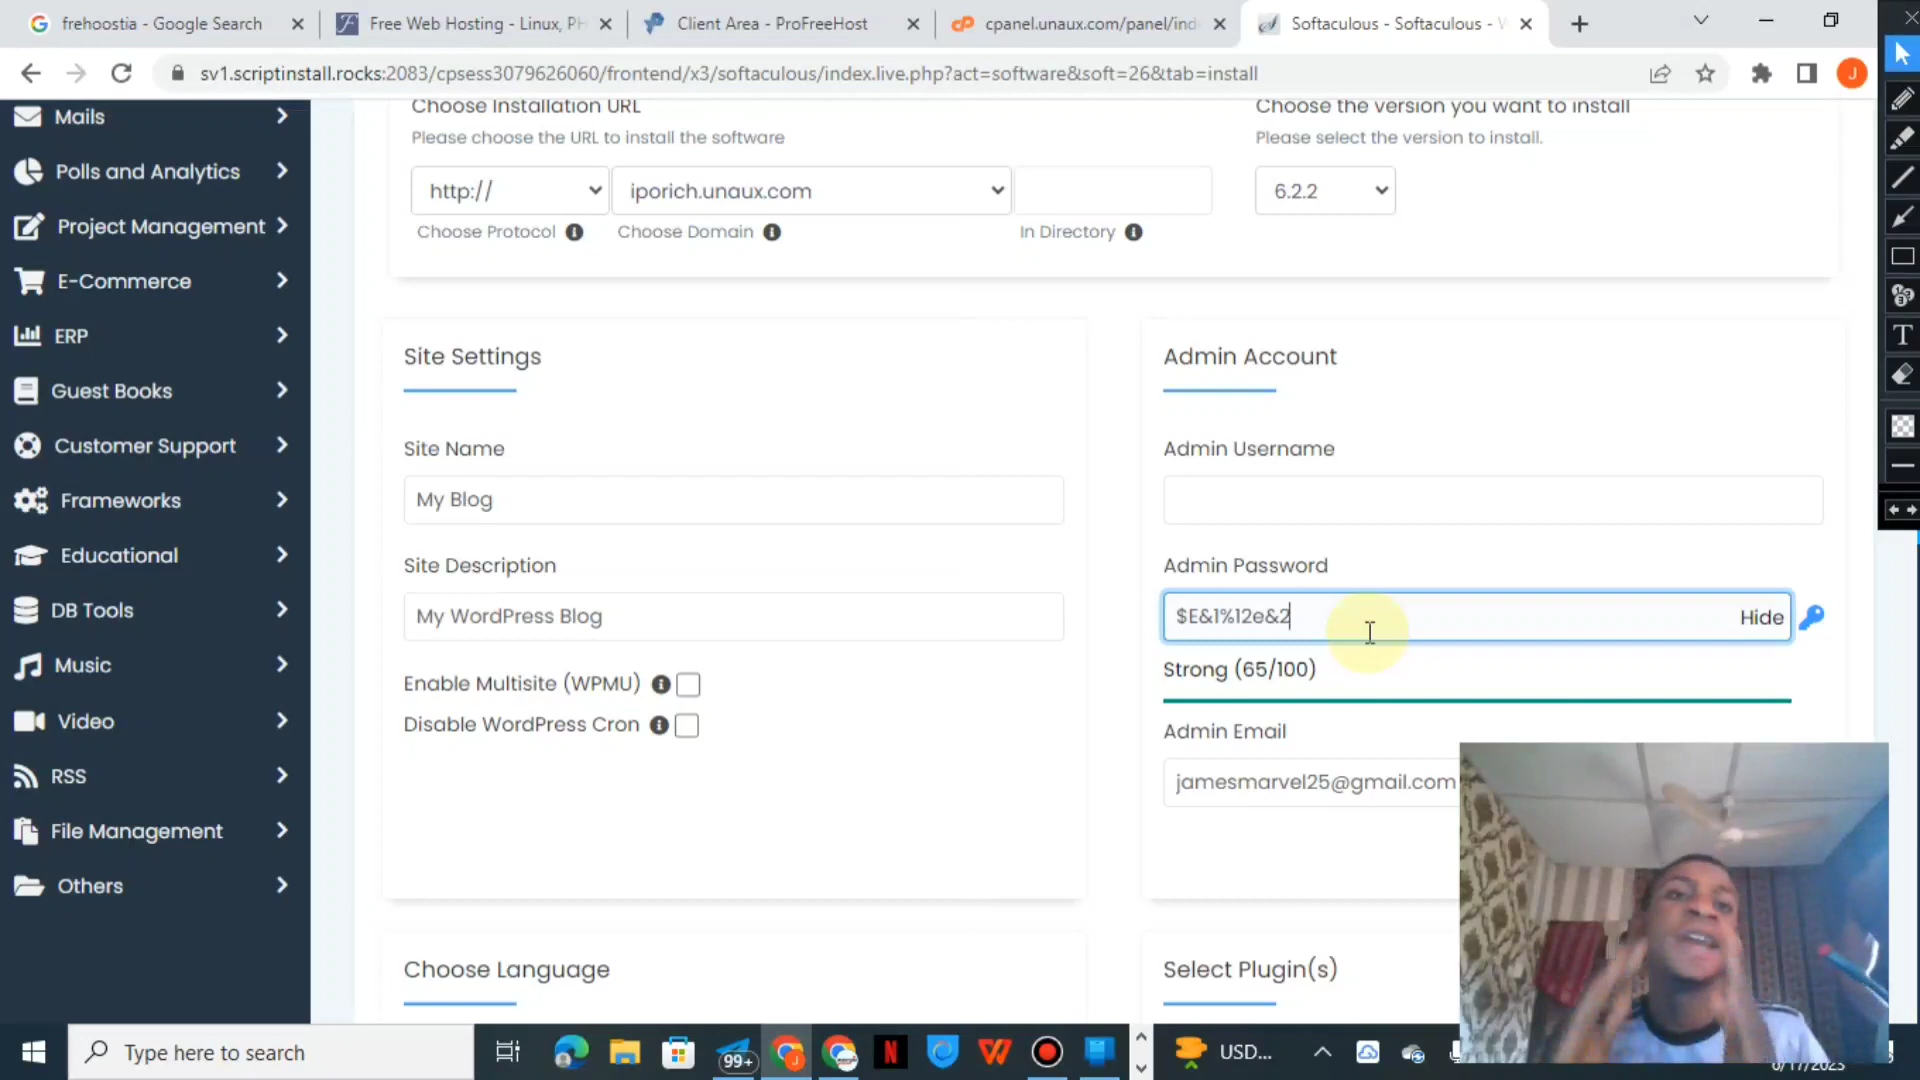 frehoostia - Google Search
Free Web Hosting - Linux, PH
Client Area - ProFreeHost
cpanel.unaux.com/panel/ind
Softaculous - Softaculous - W
sv1.scriptinstall.rocks:2083/cpsess3079626060/frontend/x3/softaculous/index.live.php?act=software&soft=26&tab=install
J
Mails
Polls and Analytics
Project Management
E-Commerce
ERP
Guest Books
Customer Support
Frameworks
Educational
DB Tools
Music
Video
RSS
File Management
Others
Choose Installation URL
Please choose the URL to install the software
http://
iporich.unaux.com
Choose Protocol
Choose Domain
In Directory
Choose the version you want to install
Please select the version to install.
6.2.2
Site Settings
Site Name
My Blog
Site Description
My WordPress Blog
Enable Multisite (WPMU)
Disable WordPress Cron
Admin Account
Admin Username
Admin Password
$E&1%12e&2
Hide
Strong (65/100)
Admin Email
jamesmarvel25@gmail.com
Choose Language
Select Plugin(s)
Type here to search
99+
USD...